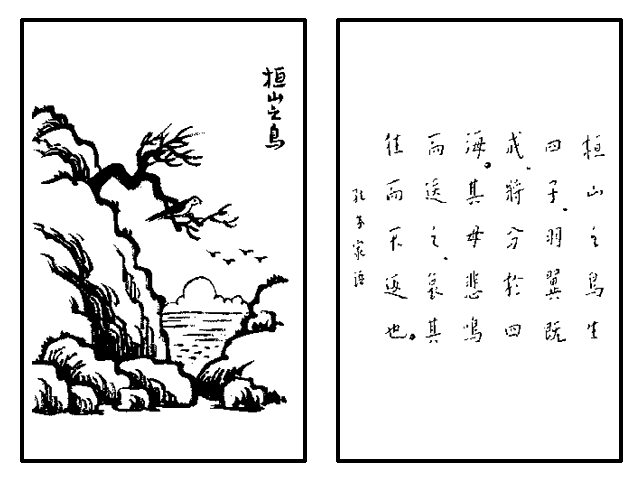 桓山之鳥
桓山之鳥生
四子、羽翼既
成、將分於四
海。其母悲鳴
而送之、哀其
往而不返也。
孔子家語